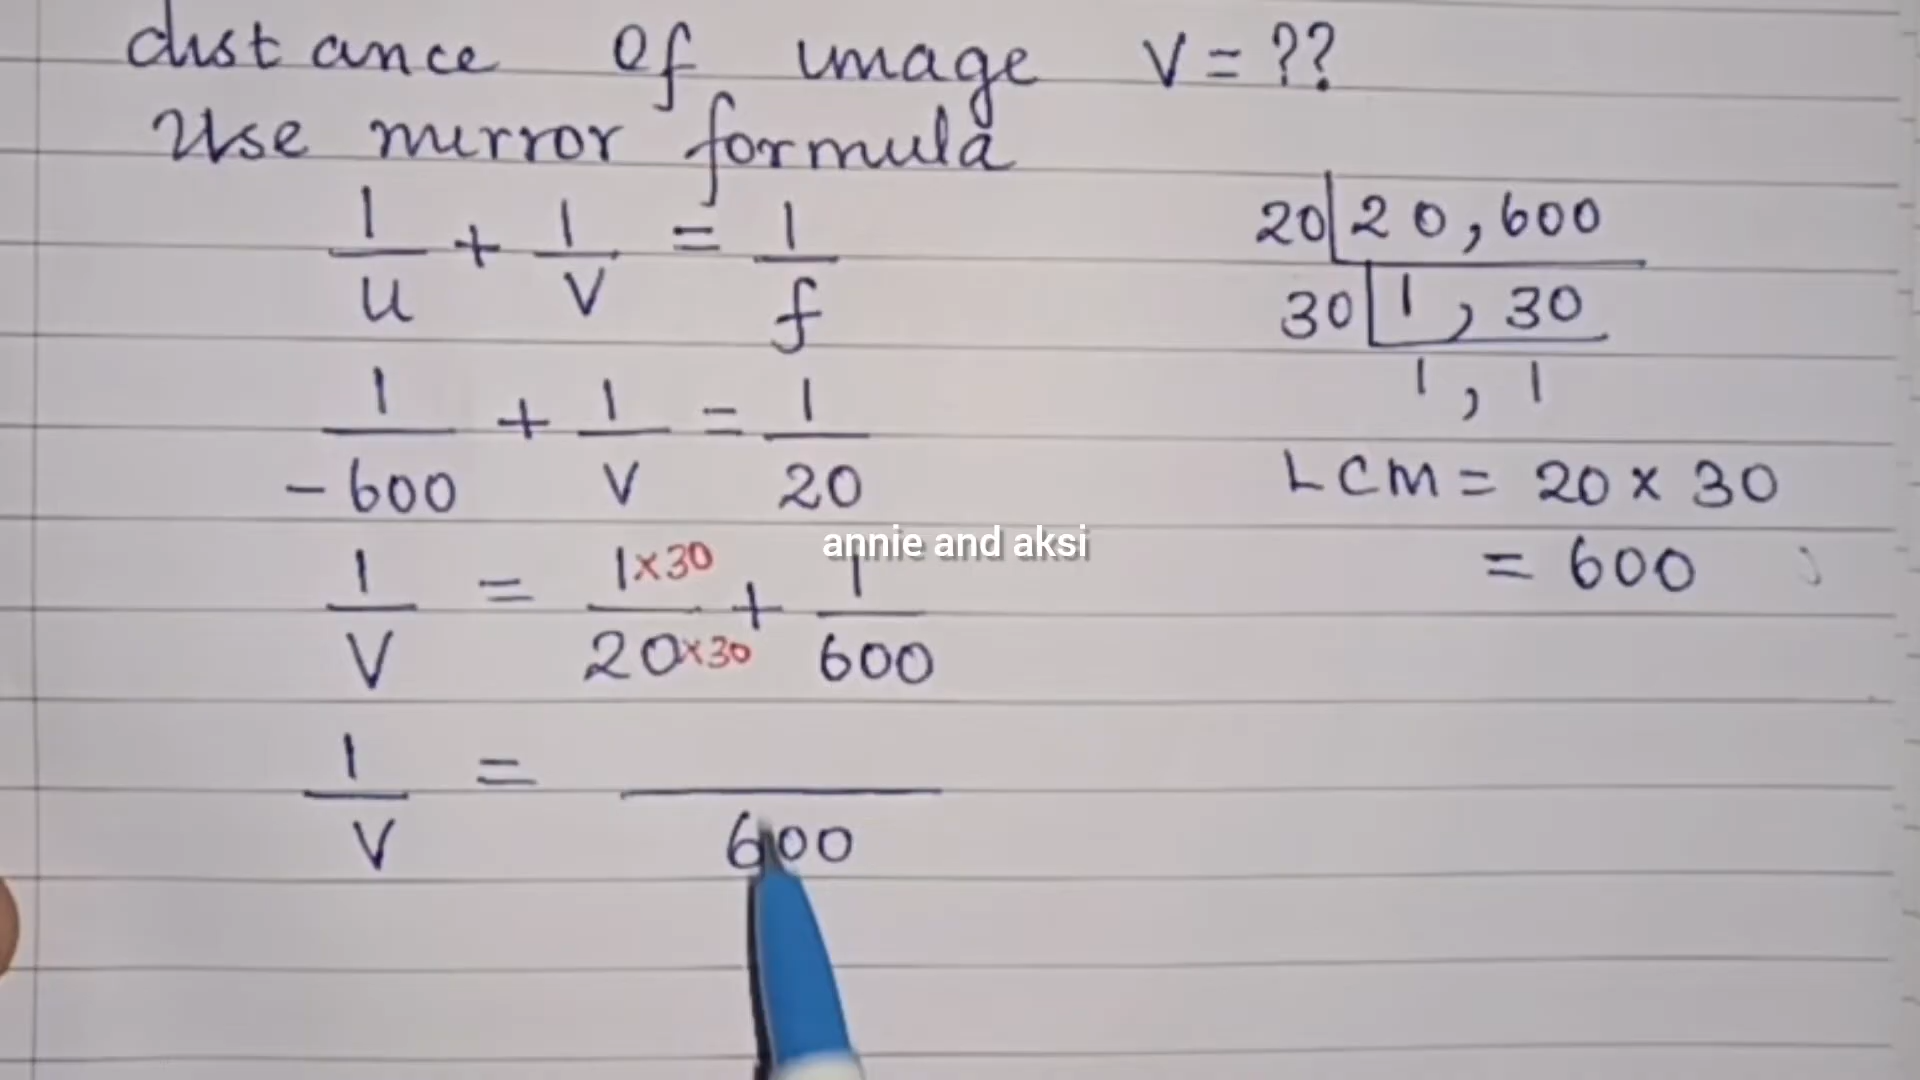 distance of image V = ??
Use mirror formula
1/u + 1/V = 1/f
1/-600 + 1/V = 1/20
1/V = 1×30/20×30 + 1/600
1/V = /600
20 | 20, 600
30 | 1, 30
1, 1
LCM = 20 × 30
= 600
annie and aksi